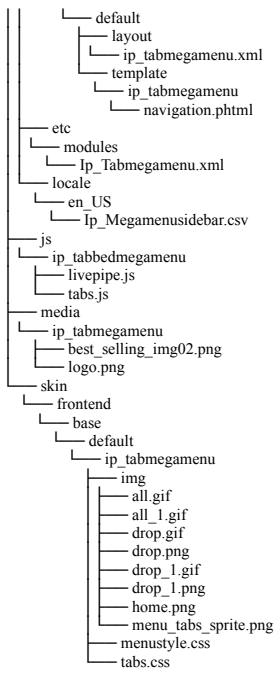 default
layout
ip_tabmegamenu.xml
template
ip_tabmegamenu
navigation.phtml
etc
modules
Ip_Tabmegamenu.xml
locale
en_US
Ip_Megamenusidebar.csv
js
ip_tabbedmegamenu
livepipe.js
tabs.js
media
ip_tabmegamenu
best_selling_img02.png
logo.png
skin
frontend
base
default
ip_tabmegamenu
img
all.gif
all_1.gif
drop.gif
drop.png
drop_1.gif
drop_1.png
home.png
menu_tabs_sprite.png
menustyle.css
tabs.css